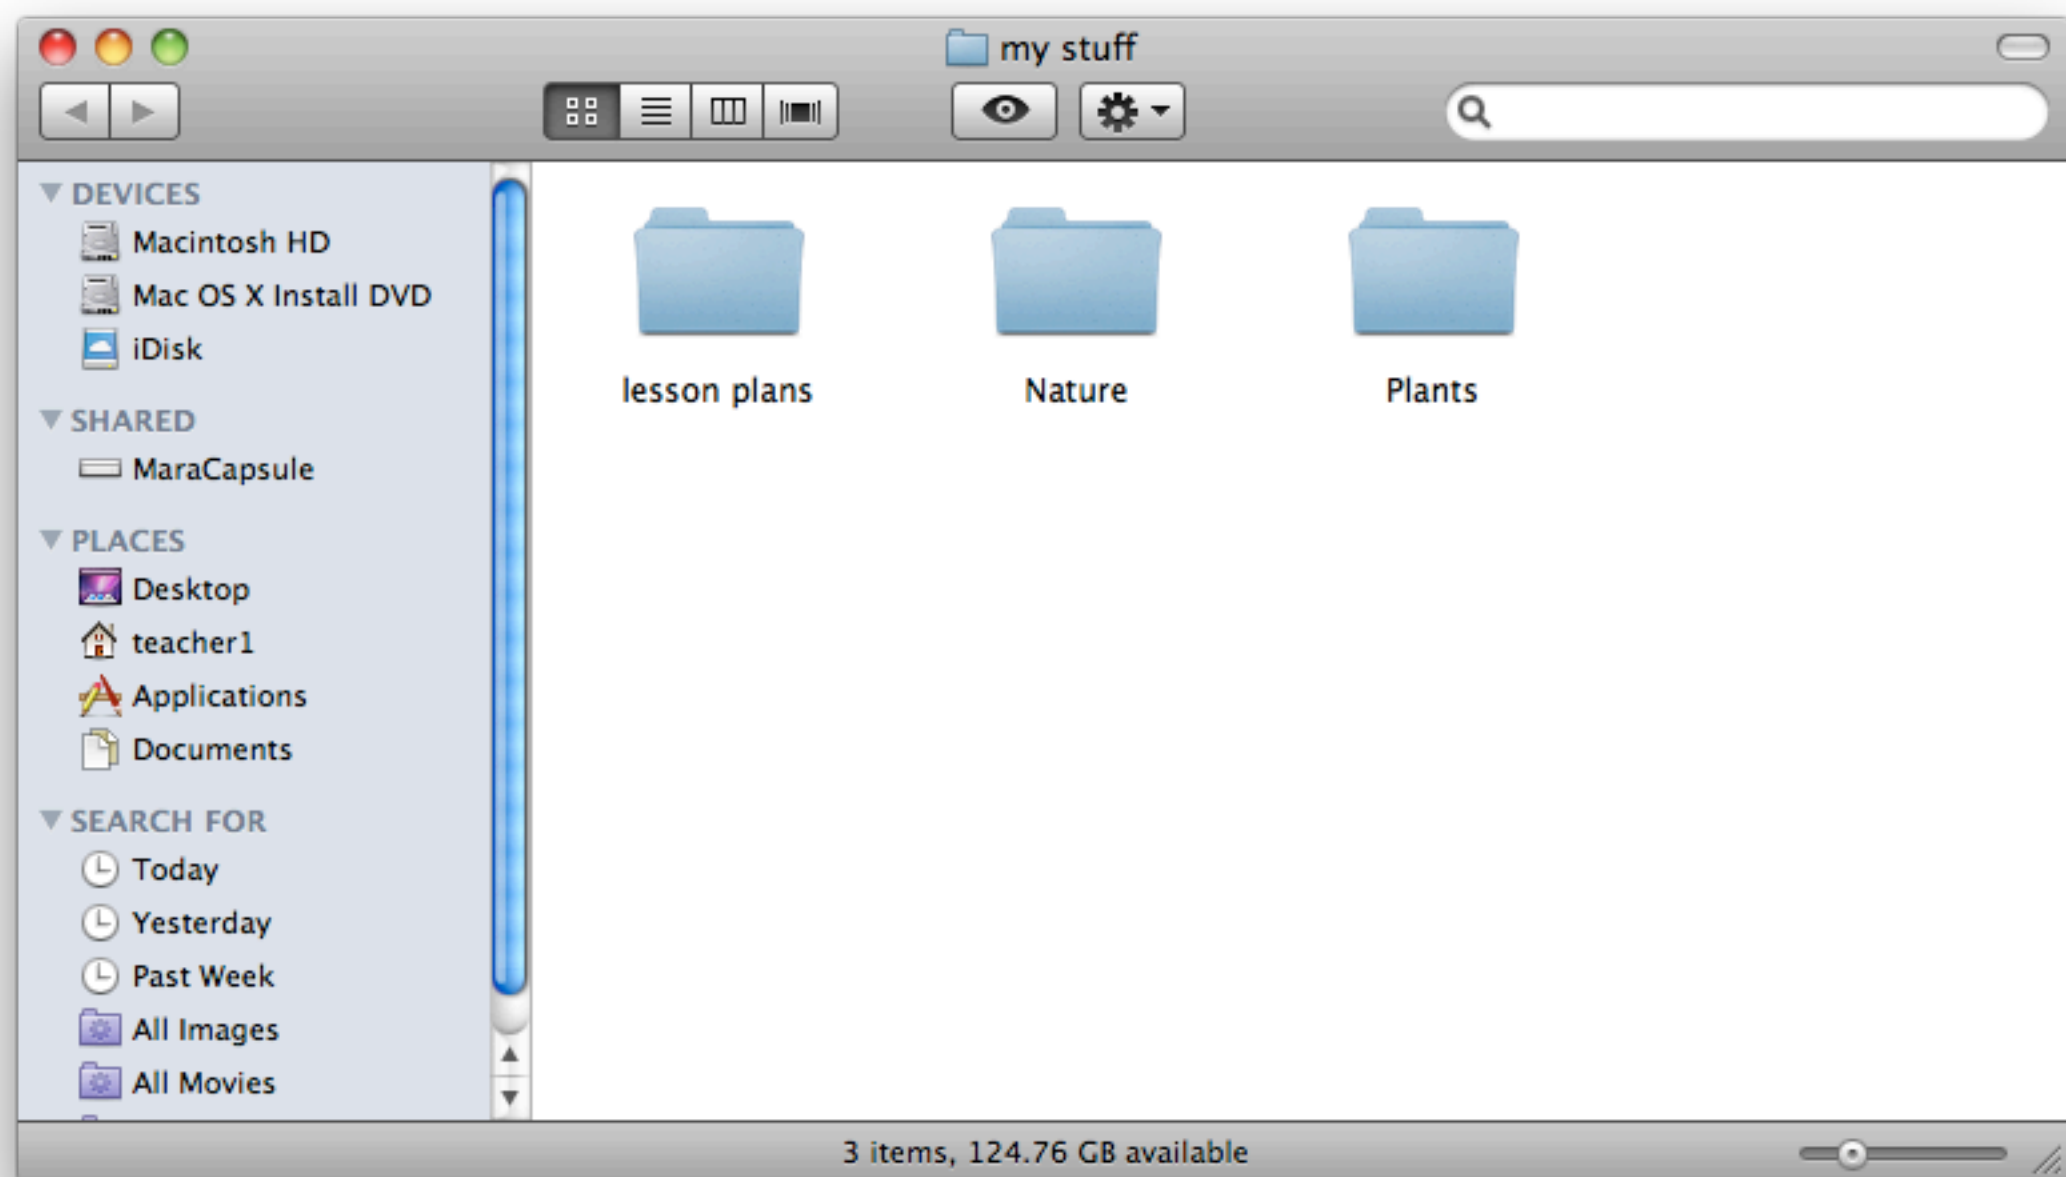 my stuff
DEVICES
Macintosh HD
Mac OS X Install DVD
iDisk
SHARED
MaraCapsule
PLACES
Desktop
teacher1
Applications
Documents
SEARCH FOR
Today
Yesterday
Past Week
All Images
All Movies
lesson plans
Nature
Plants
3 items, 124.76 GB available